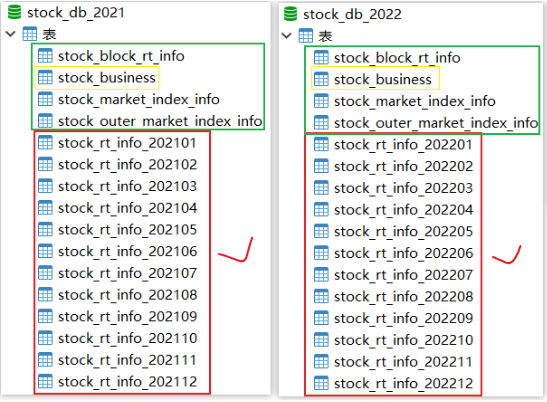 stock_db_2021
表
stock_block_rt_info
stock_business
stock_market_index_info
stock_outer_market_index_info
stock_rt_info_202101
stock_rt_info_202102
stock_rt_info_202103
stock_rt_info_202104
stock_rt_info_202105
stock_rt_info_202106
stock_rt_info_202107
stock_rt_info_202108
stock_rt_info_202109
stock_rt_info_202110
stock_rt_info_202111
stock_rt_info_202112
stock_db_2022
表
stock_block_rt_info
stock_business
stock_market_index_info
stock_outer_market_index_info
stock_rt_info_202201
stock_rt_info_202202
stock_rt_info_202203
stock_rt_info_202204
stock_rt_info_202205
stock_rt_info_202206
stock_rt_info_202207
stock_rt_info_202208
stock_rt_info_202209
stock_rt_info_202210
stock_rt_info_202211
stock_rt_info_202212